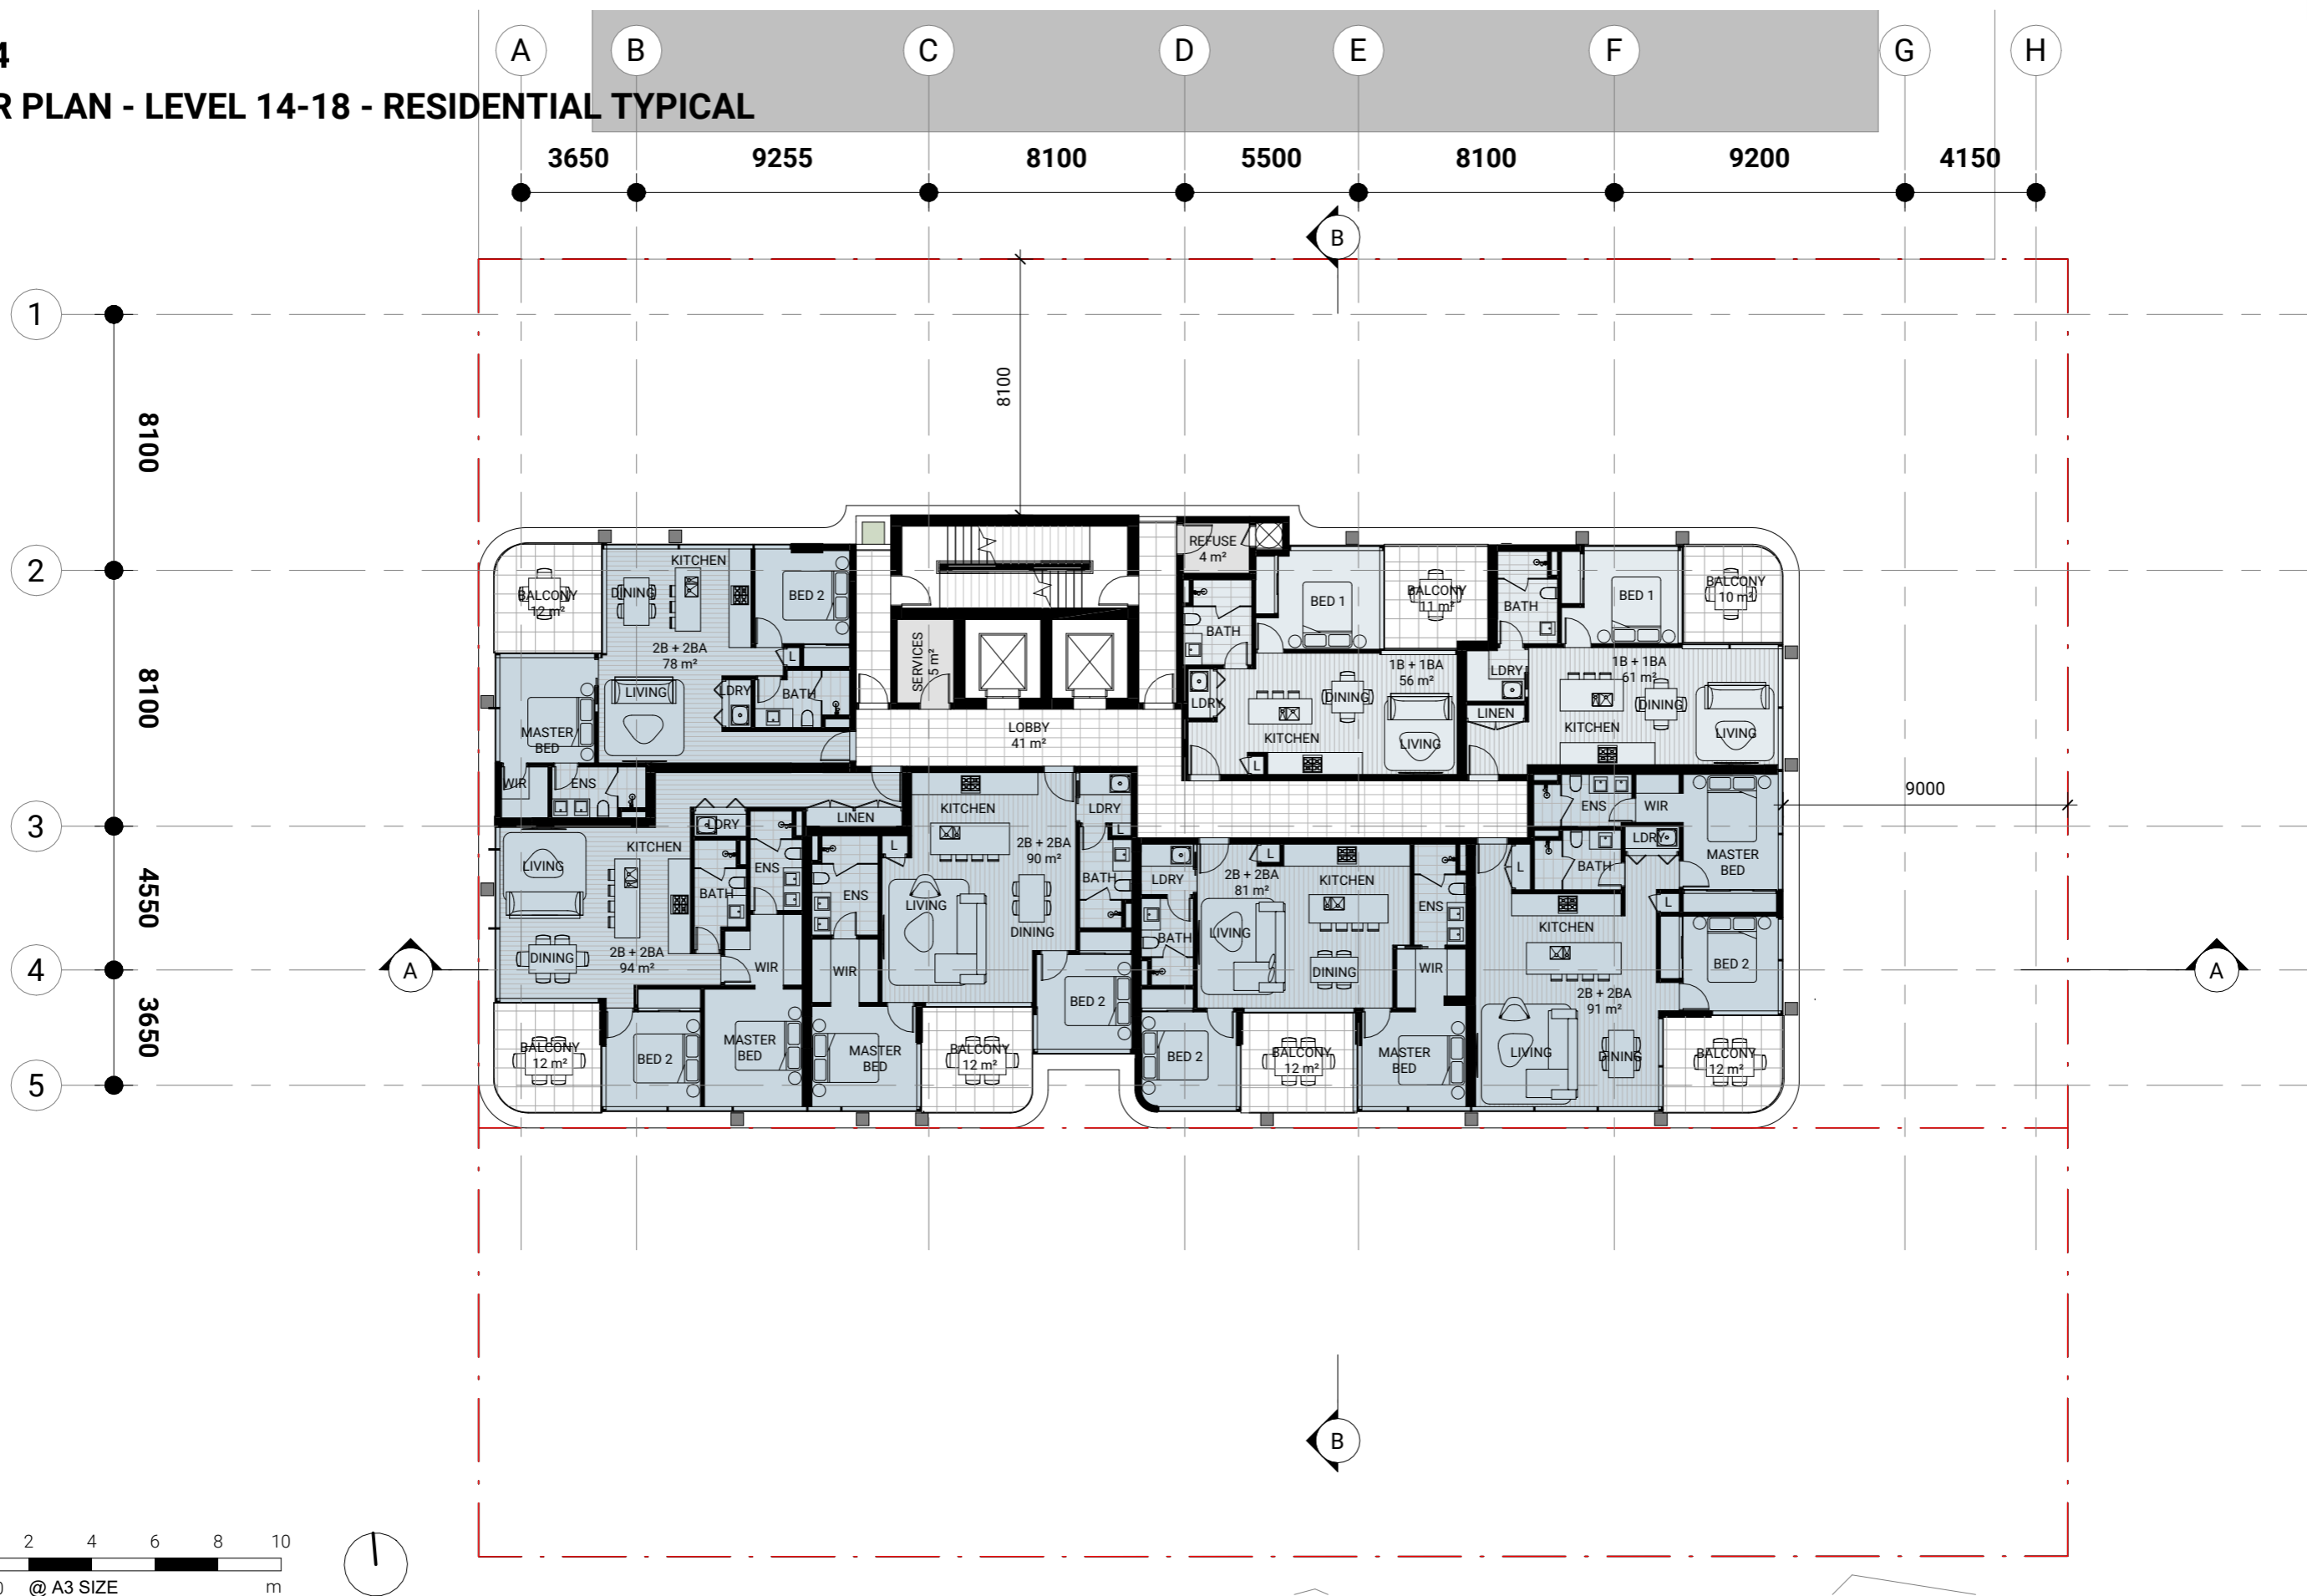 4
R PLAN - LEVEL 14-18 - RESIDENTIAL TYPICAL
A B C D E F G H
3650 9255 8100 5500 8100 9200 4150
B
1
8100
8100
2
8100
3
4550
4
3650
5
KITCHEN
BALCONY
12 m²
DINING
BED 2
2B + 2BA
78 m²
L
LIVING
LDRY
BATH
MASTER
BED
WIR
ENS
SERVICES
5 m²
LOBBY
41 m²
REFUSE
4 m²
BED 1
BALCONY
11 m²
BATH
1B + 1BA
56 m²
LDRY
DINING
KITCHEN
LIVING
L
BATH
BED 1
BALCONY
10 m²
LDRY
1B + 1BA
61 m²
LINEN
DINING
KITCHEN
LIVING
9000
LINEN
LDRY
KITCHEN
LIVING
BATH
ENS
DINING
2B + 2BA
94 m²
WIR
BALCONY
12 m²
BED 2
MASTER
BED
KITCHEN
LDRY
L
L
2B + 2BA
90 m²
ENS
BATH
LIVING
DINING
WIR
BED 2
MASTER
BED
BALCONY
12 m²
L
LDRY
2B + 2BA
81 m²
KITCHEN
ENS
LIVING
BATH
DINING
WIR
BED 2
BALCONY
12 m²
MASTER
BED
ENS
WIR
LDRY
L
BATH
MASTER
BED
L
KITCHEN
BED 2
2B + 2BA
91 m²
LIVING
DINING
BALCONY
12 m²
A
A
B
2 4 6 8 10
0 @ A3 SIZE m